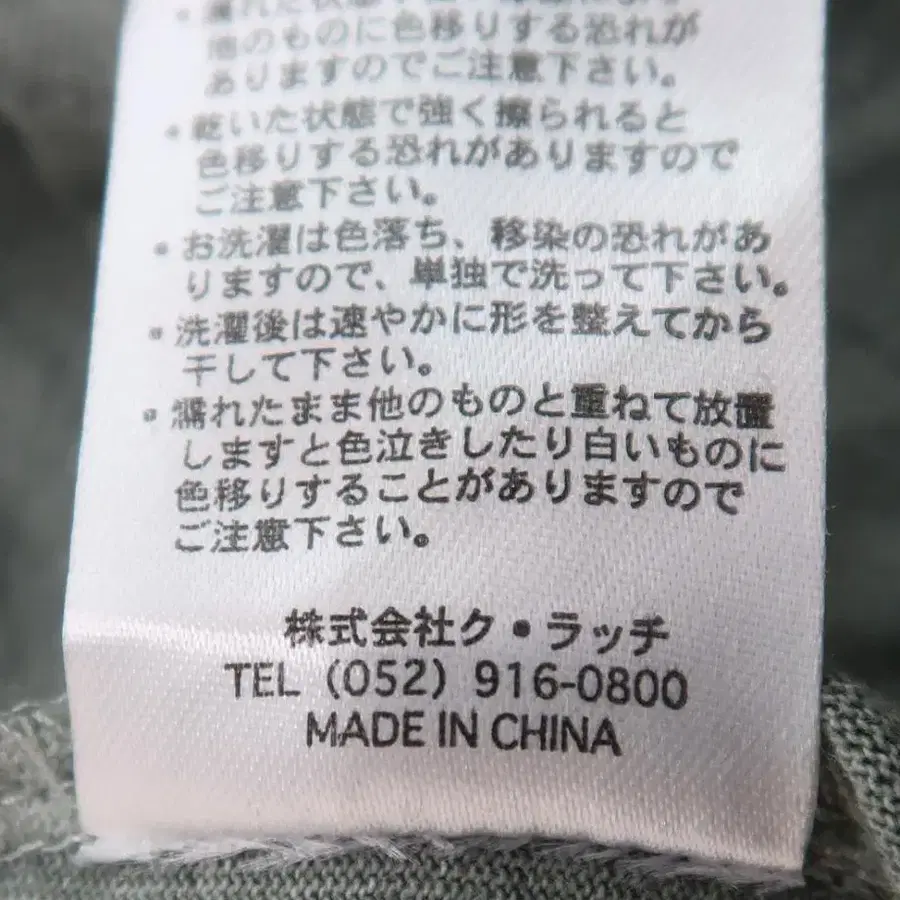 他のものに色移りする恐れが
ありますのでご注意下さい。
・乾いた状態で強く擦られると
色移りする恐れがありますので
ご注意下さい。
・お洗濯は色落ち、移染の恐れがあ
りますので、単独で洗って下さい。
・洗濯後は速やかに形を整えてから
干して下さい。
・濡れたまま他のものと重ねて放置
しますと色泣きしたり白いものに
色移りすることがありますので
ご注意下さい。
株式会社ク・ラッチ
TEL (052) 916-0800
MADE IN CHINA